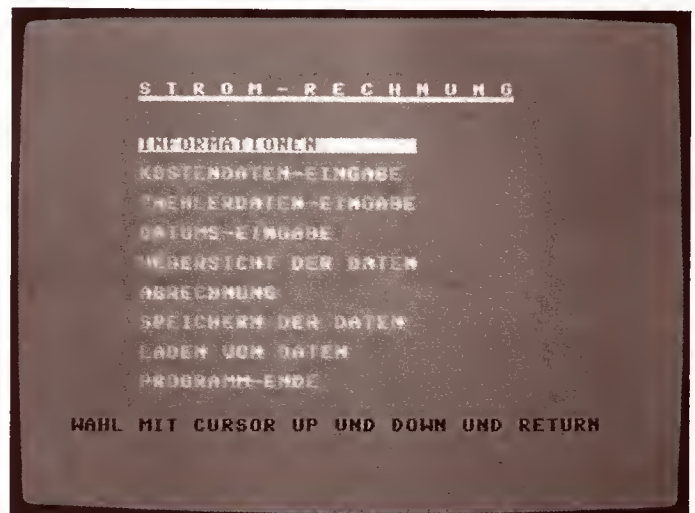 STROM-RECHNUNG
INFORMATIONEN
KOSTENDATEN-EINGABE
ZAEHLERDATEN-EINGABE
DATUMS-EINGABE
UEBERSICHT DER DATEN
ABRECHNUNG
SPEICHERN DER DATEN
LADEN VON DATEN
PROGRAMM-ENDE
WAHL MIT CURSOR UP UND DOWN UND RETURN